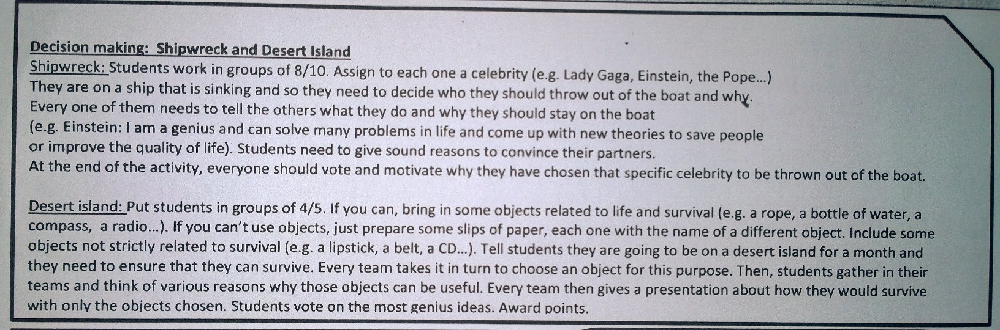 Decision making:  Shipwreck and Desert Island
Shipwreck: Students work in groups of 8/10. Assign to each one a celebrity (e.g. Lady Gaga, Einstein, the Pope...)
They are on a ship that is sinking and so they need to decide who they should throw out of the boat and why.
Every one of them needs to tell the others what they do and why they should stay on the boat
(e.g. Einstein: I am a genius and can solve many problems in life and come up with new theories to save people
or improve the quality of life). Students need to give sound reasons to convince their partners.
At the end of the activity, everyone should vote and motivate why they have chosen that specific celebrity to be thrown out of the boat.
Desert island: Put students in groups of 4/5. If you can, bring in some objects related to life and survival (e.g. a rope, a bottle of water, a
compass,  a radio...). If you can't use objects, just prepare some slips of paper, each one with the name of a different object. Include some
objects not strictly related to survival (e.g. a lipstick, a belt, a CD...). Tell students they are going to be on a desert island for a month and
they need to ensure that they can survive. Every team takes it in turn to choose an object for this purpose. Then, students gather in their
teams and think of various reasons why those objects can be useful. Every team then gives a presentation about how they would survive
with only the objects chosen. Students vote on the most genius ideas. Award points.